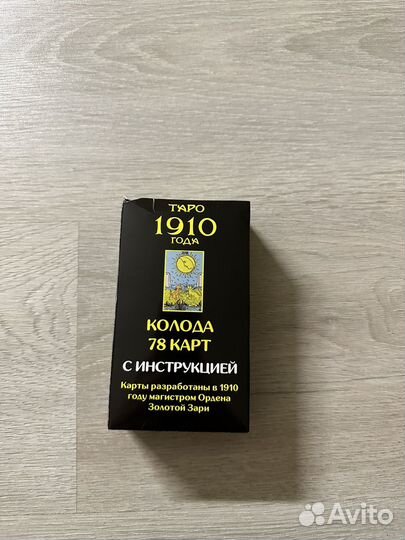 ТАРО
1910
ГОДА
КОЛОДА
78 КАРТ
С ИНСТРУКЦИЕЙ
Карты разработаны в 1910
году магистром Ордена
Золотой Зари
Avito